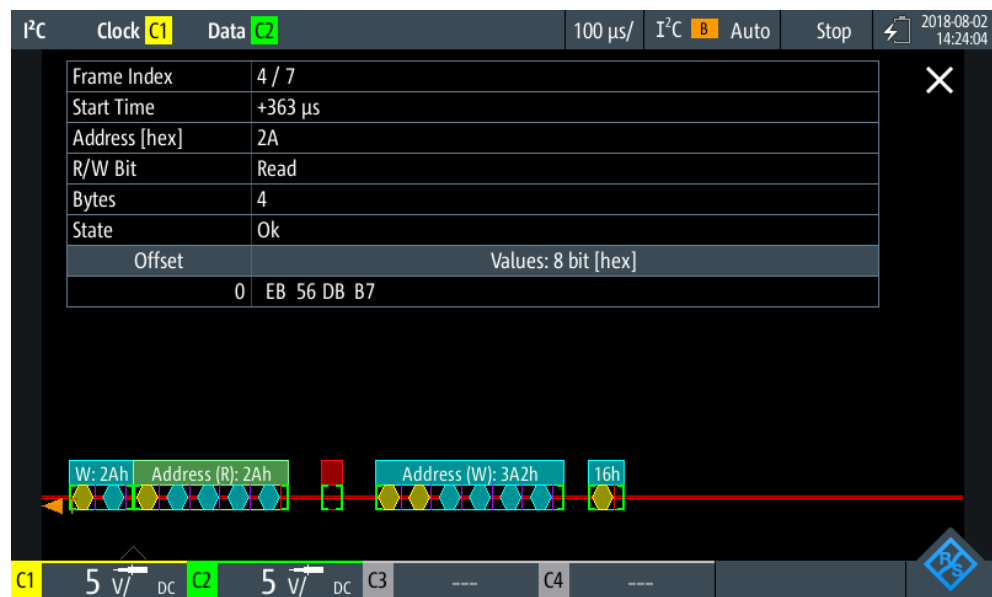 I²C Clock C1 Data C2 100 µs/ I²C B Auto Stop 2018-08-02
14:24:04
Frame Index 4 / 7
Start Time +363 µs
Address [hex] 2A
R/W Bit Read
Bytes 4
State Ok
Offset Values: 8 bit [hex]
0 EB 56 DB B7
W: 2Ah Address (R): 2Ah Address (W): 3A2h 16h
C1 5 V/ DC C2 5 V/ DC C3 --- C4 ---
R/S